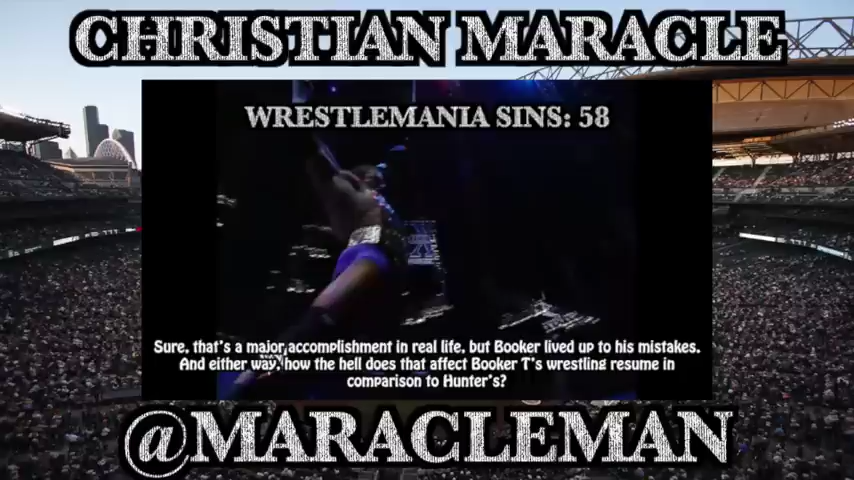 CHRISTIAN MARACLE
WRESTLEMANIA SINS: 58
Sure, that's a major accomplishment in real life, but Booker lived up to his mistakes.
And either way, how the hell does that affect Booker T's wrestling resume in
comparison to Hunter's?
@MARACLEMAN